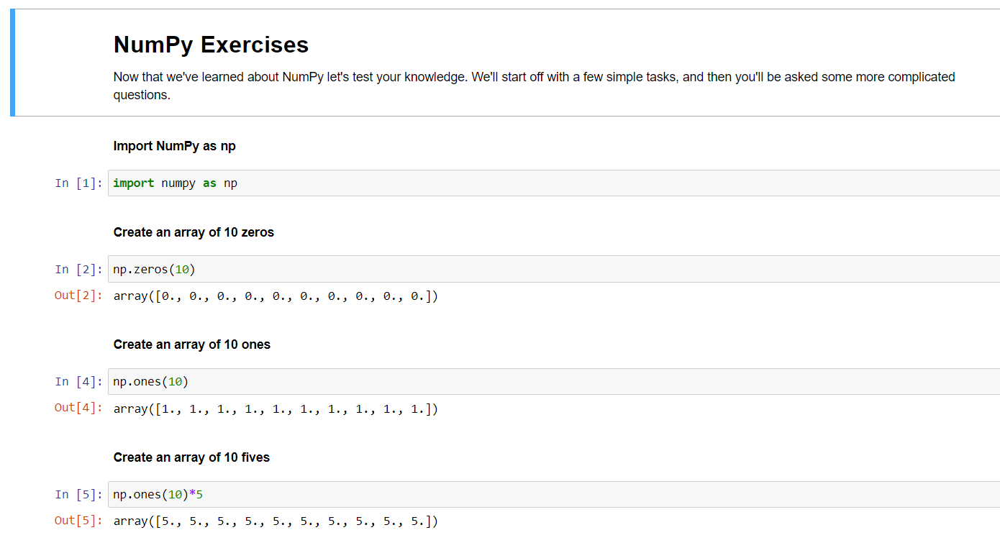 NumPy Exercises
Now that we've learned about NumPy let's test your knowledge. We'll start off with a few simple tasks, and then you'll be asked some more complicated
questions.
Import NumPy as np
In [1]: import numpy as np
Create an array of 10 zeros
In [2]: np.zeros(10)
Out[2]: array([0., 0., 0., 0., 0., 0., 0., 0., 0., 0.])
Create an array of 10 ones
In [4]: np.ones(10)
Out[4]: array([1., 1., 1., 1., 1., 1., 1., 1., 1., 1.])
Create an array of 10 fives
In [5]: np.ones(10)*5
Out[5]: array([5., 5., 5., 5., 5., 5., 5., 5., 5., 5.])